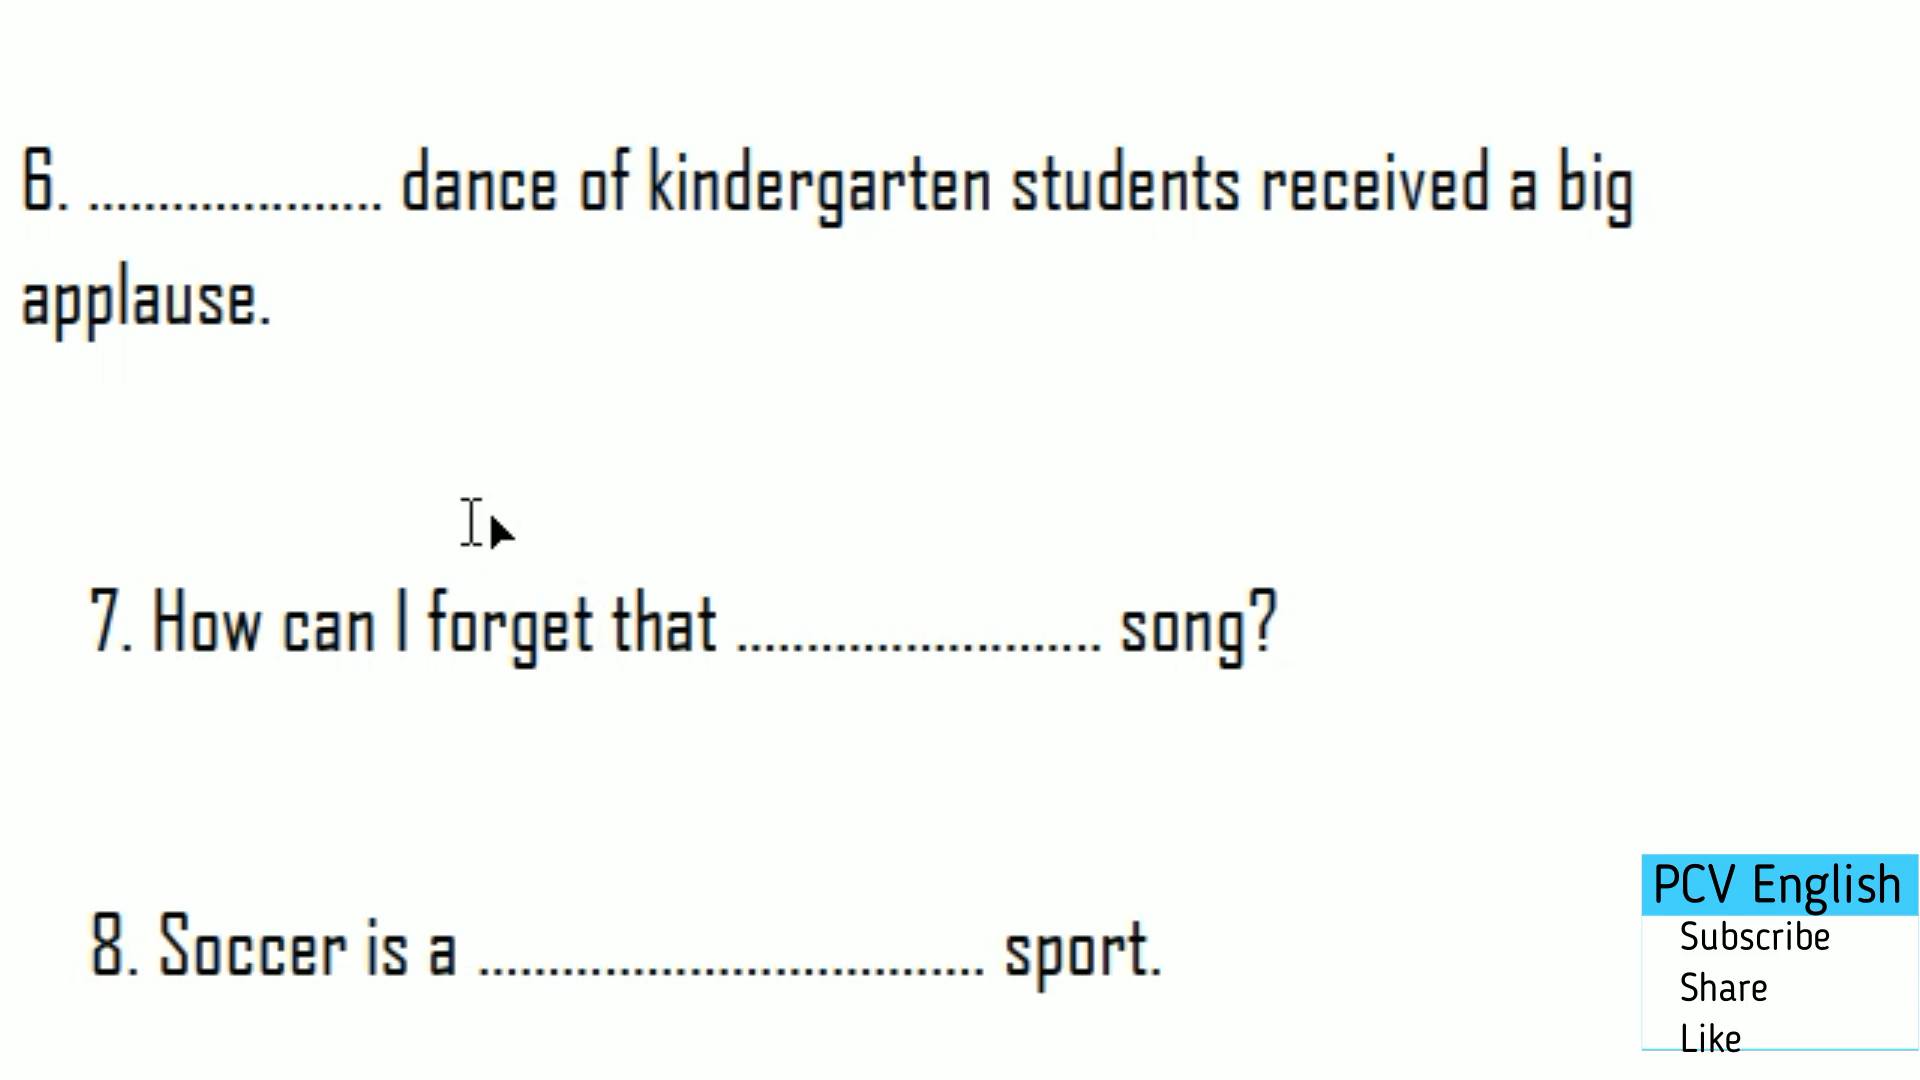 6. ..................... dance of kindergarten students received a big
applause.
7. How can I forget that .......................... song?
8. Soccer is a .................................... sport.
PCV English
Subscribe
Share
Like